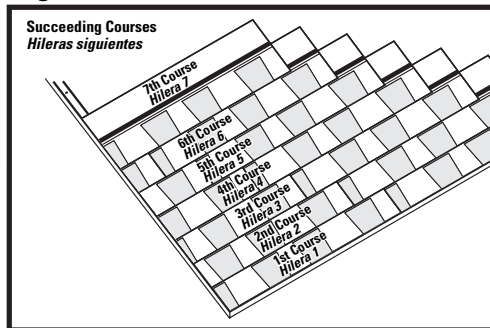 Succeeding Courses
Hileras siguientes
7th Course
Hilera 7
6th Course
Hilera 6
5th Course
Hilera 5
4th Course
Hilera 4
3rd Course
Hilera 3
2nd Course
Hilera 2
1st Course
Hilera 1